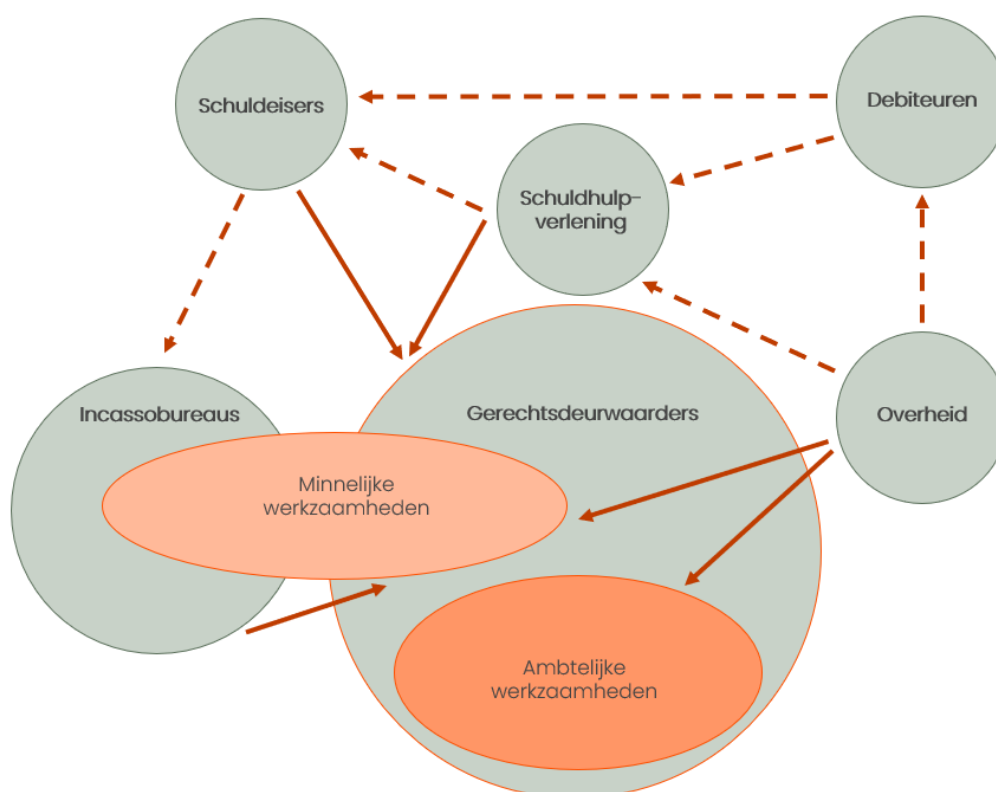 Schuldeisers
Debiteuren
Schuldhulp-
verlening
Incassobureaus
Gerechtsdeurwaarders
Overheid
Minnelijke
werkzaamheden
Ambtelijke
werkzaamheden